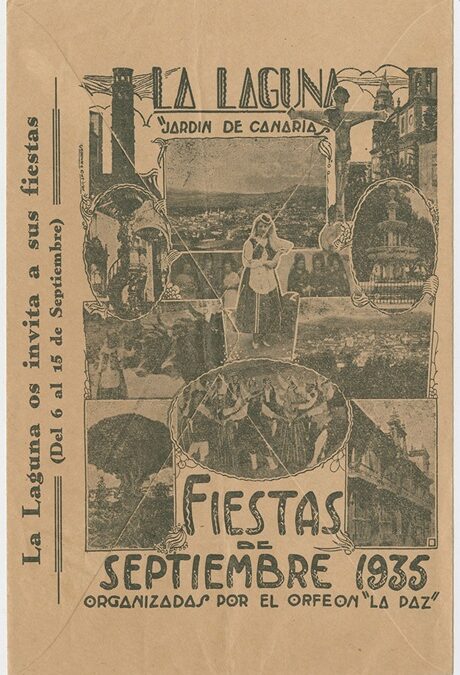 La Laguna os invita a sus fiestas
(Del 6 al 15 de Septiembre)
LA LAGUNA
"JARDIN DE CANARIAS
FIESTAS
DE
SEPTIEMBRE 1935
ORGANIZADAS POR EL ORFEON "LA PAZ"